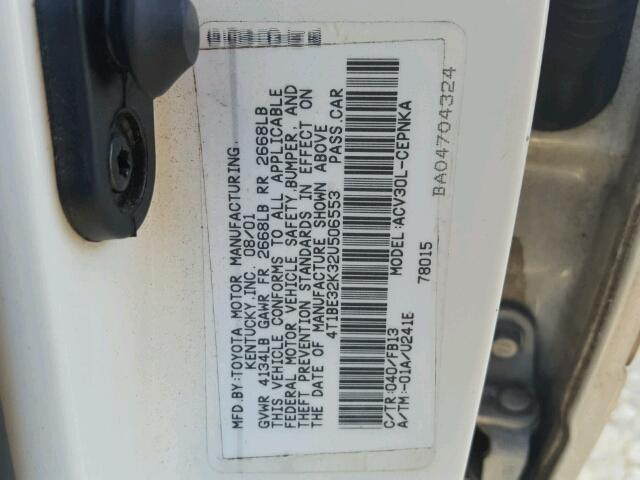 MFD.BY:TOYOTA MOTOR MANUFACTURING
KENTUCKY,INC. 08/01
GVWR 4134LB GAWR FR 2668LB RR 2668LB
THIS VEHICLE CONFORMS TO ALL APPLICABLE
FEDERAL MOTOR VEHICLE SAFETY,BUMPER, AND
THEFT PREVENTION STANDARDS IN EFFECT ON
THE DATE OF MANUFACTURE SHOWN ABOVE
4T1BE32K32U506553 PASS.CAR
MODEL:ACV30L-CEPNKA
C/TR:040/FB13 78015
A/TM:-01A/U241E
BA04704324